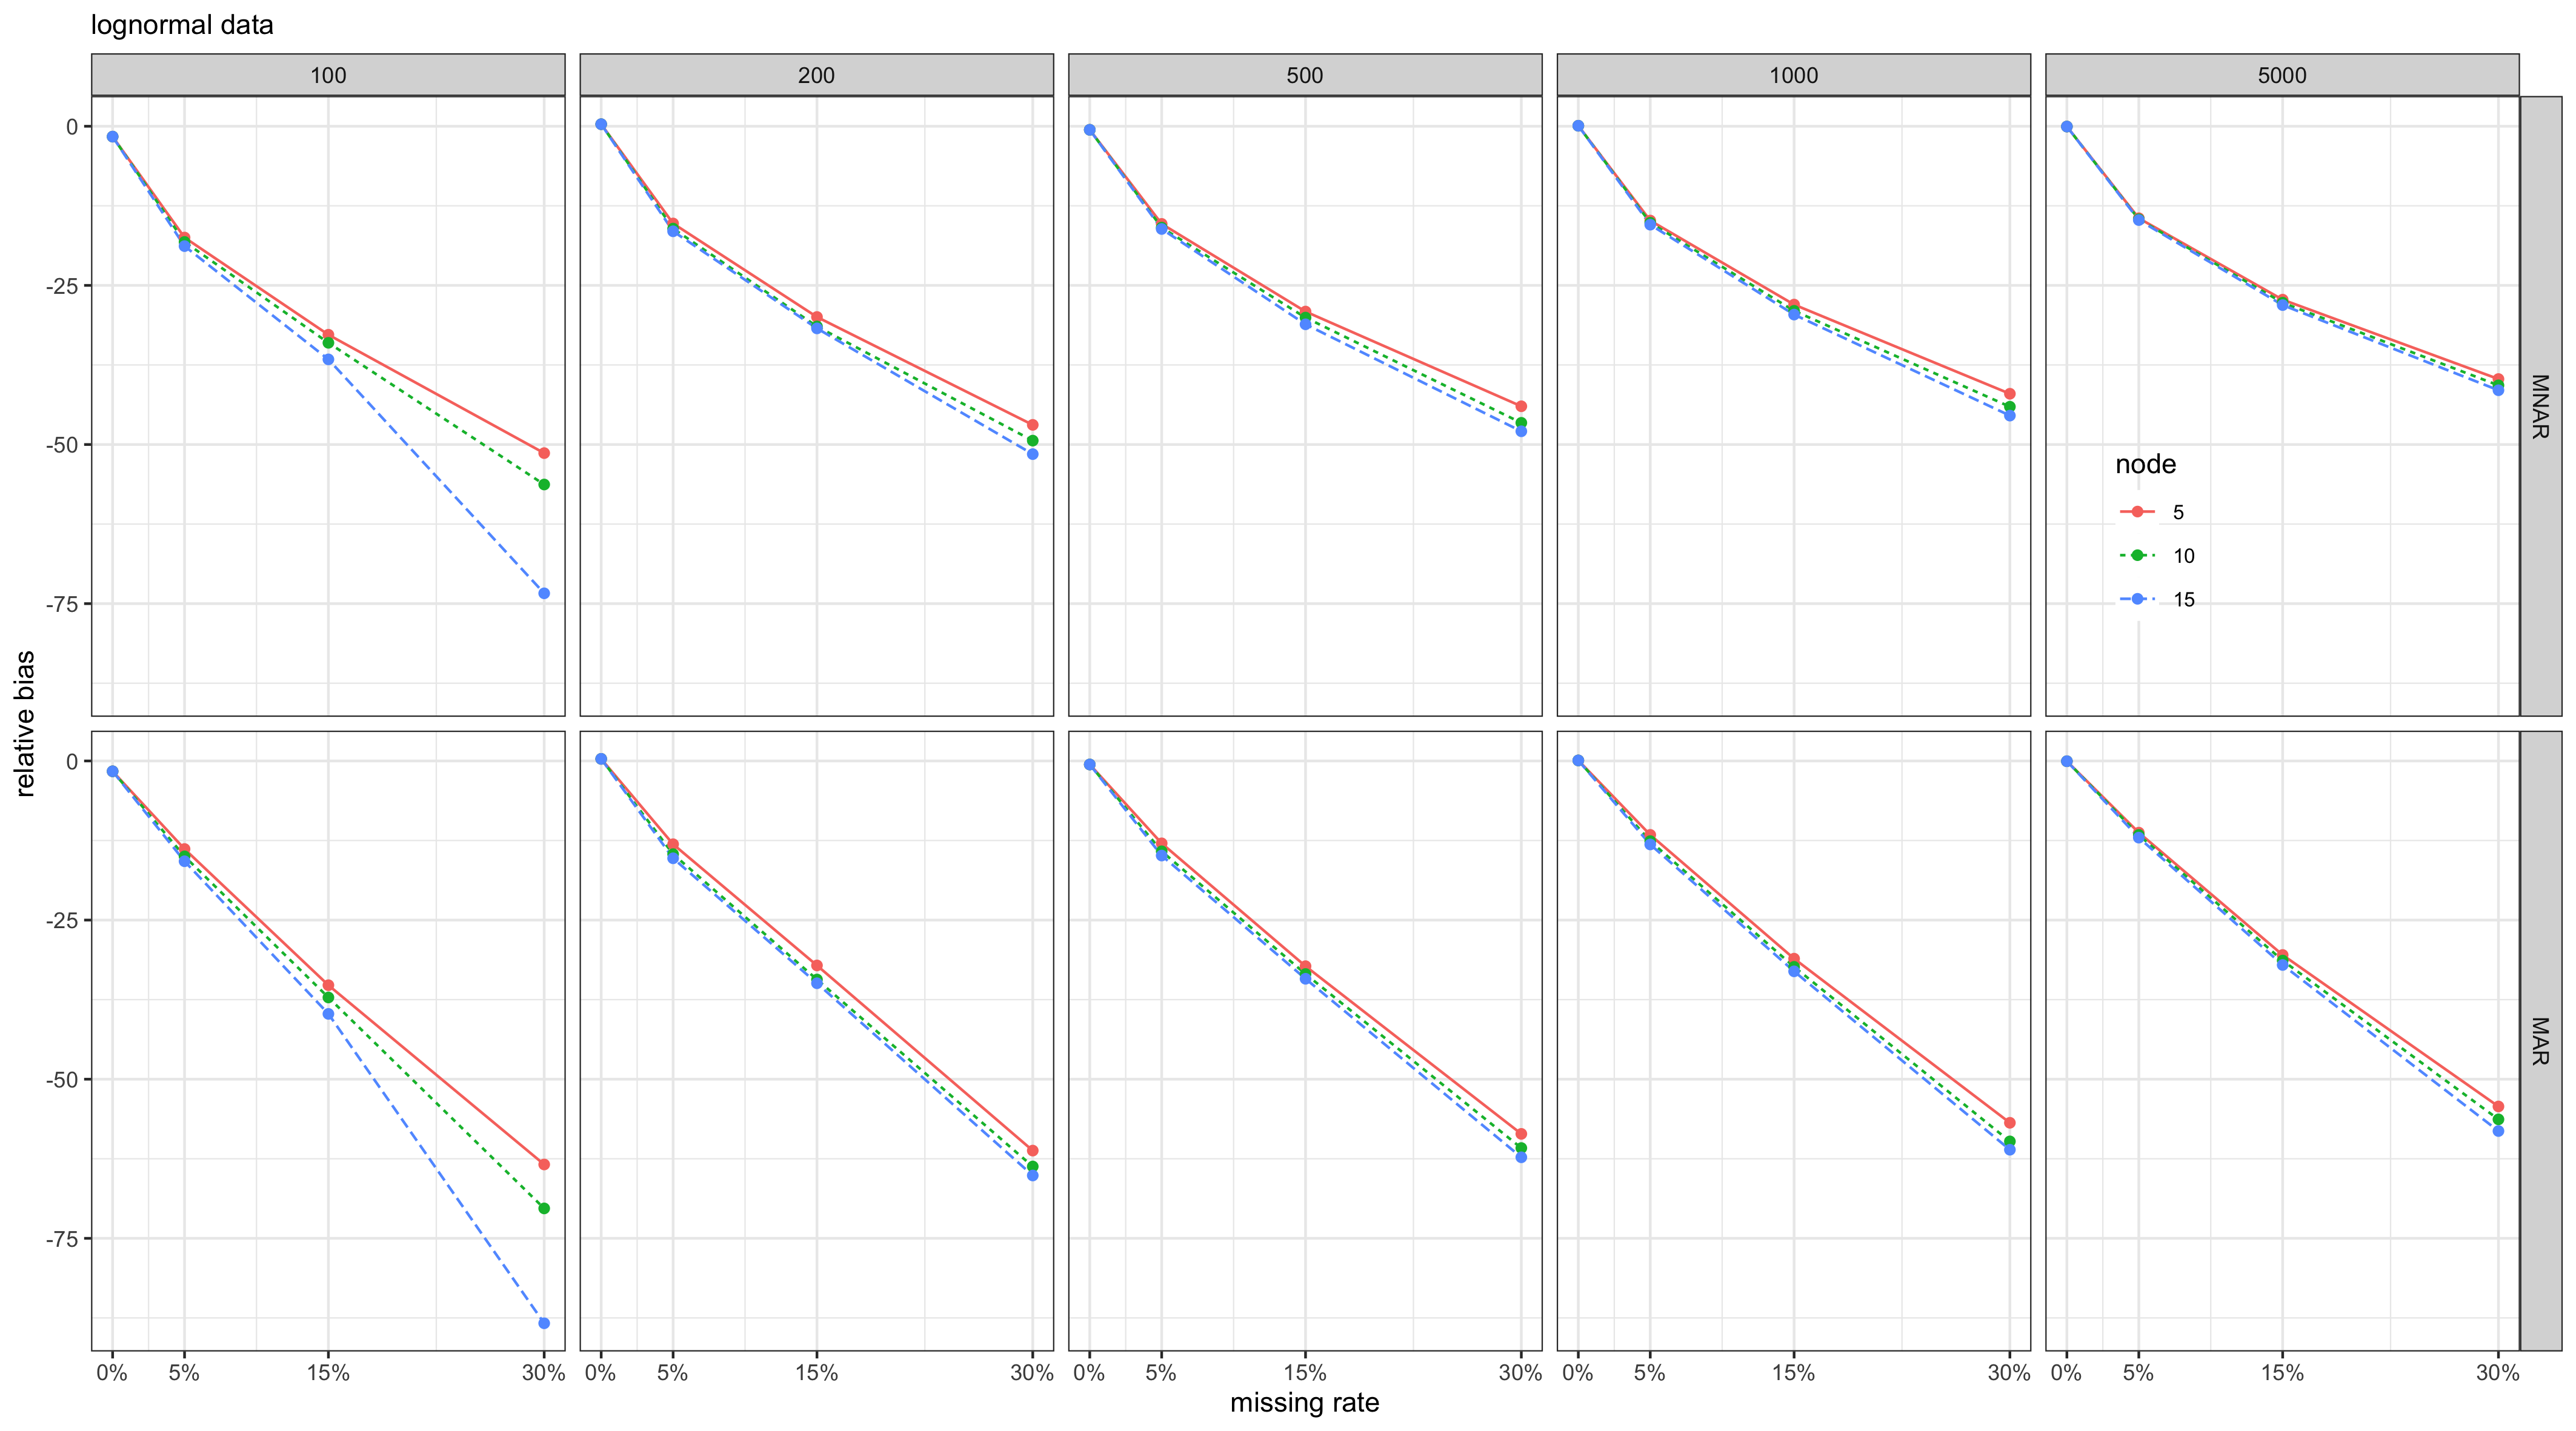 lognormal data
100 200 500 1000 5000
0
-25
-50
-75
MNAR
node
5
10
15
relative bias
0
-25
-50
-75
MAR
0% 5% 15% 30% 0% 5% 15% 30% 0% 5% 15% 30% 0% 5% 15% 30% 0% 5% 15% 30%
missing rate